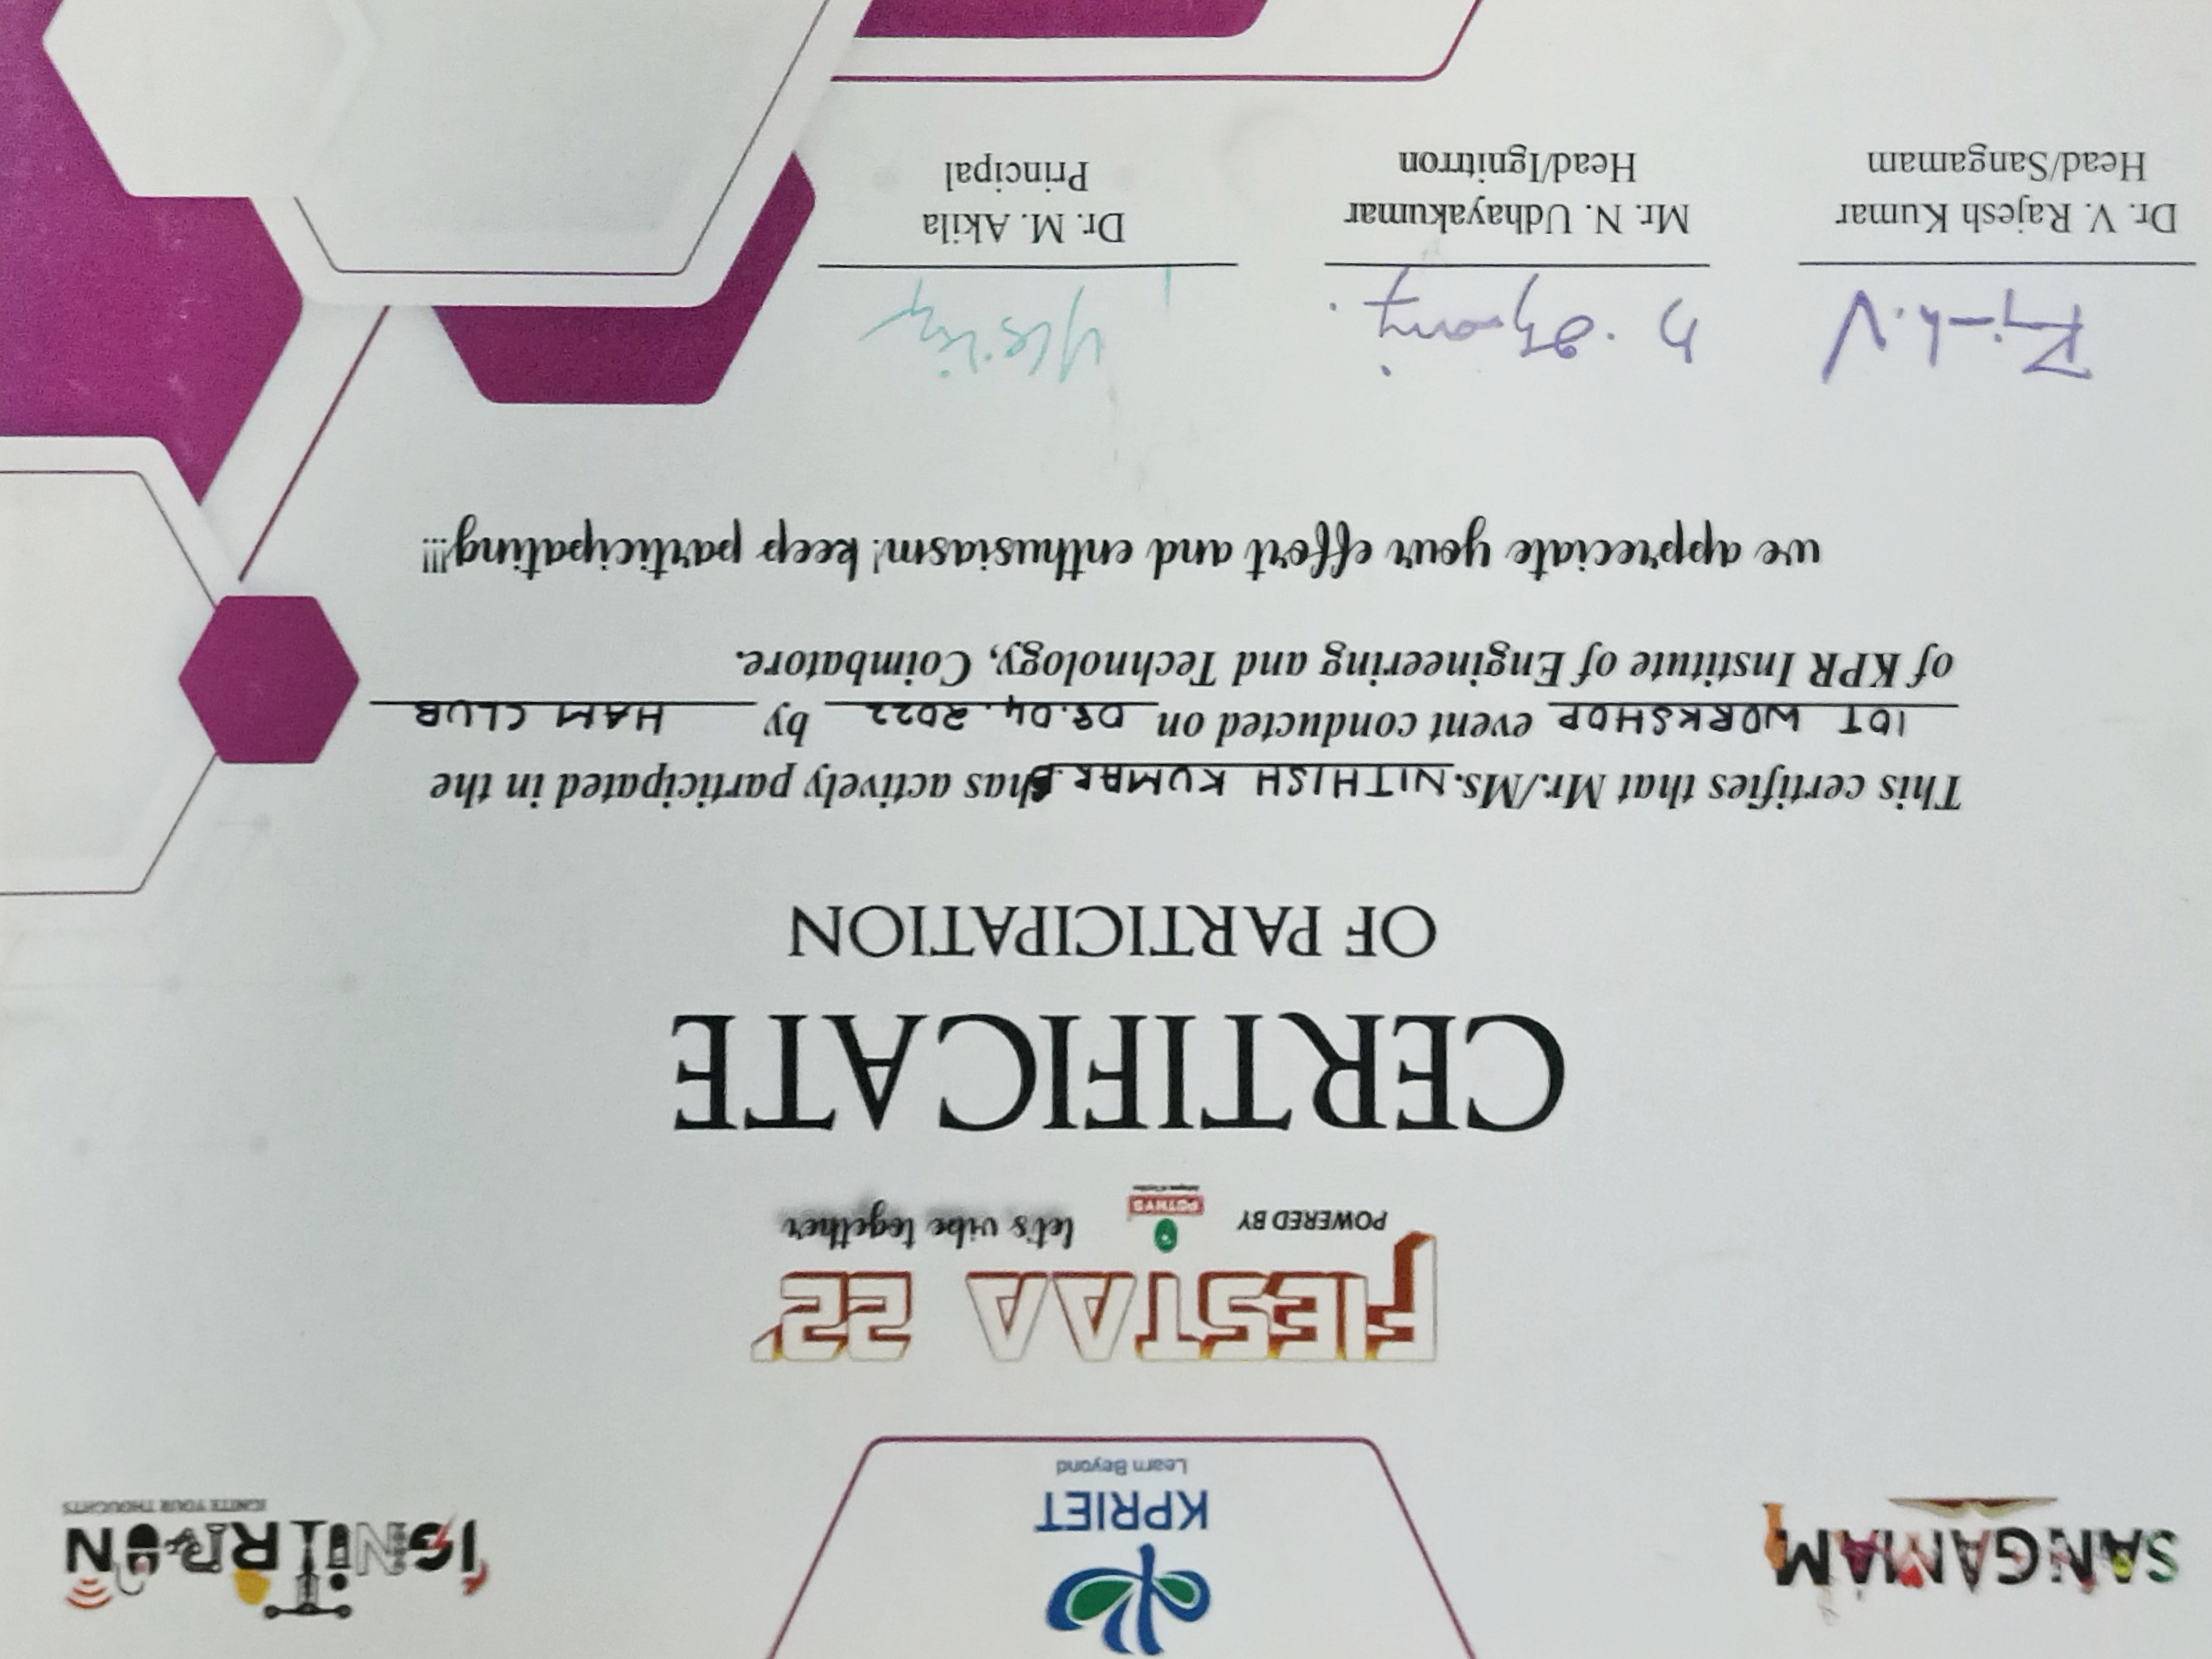 SANGAMAM
KPRIET
Learn Beyond
IGNITRRON
IGNITE YOUR THOUGHTS
FIESTAA 22'
POWERED BY POTHYS let's vibe together
CERTIFICATE
OF PARTICIPATION
This certifies that Mr./Ms. NITHISH KUMAR. has actively participated in the
IOT WORKSHOP event conducted on 08.04.2022 by HAM CLUB
of KPR Institute of Engineering and Technology, Coimbatore.
we appreciate your effort and enthusiasm! keep participating!!!
Rajesh.V
Dr. V. Rajesh Kumar
Head/Sangamam
Mr. N. Udhayakumar
Head/Ignitrron
Dr. M. Akila
Principal